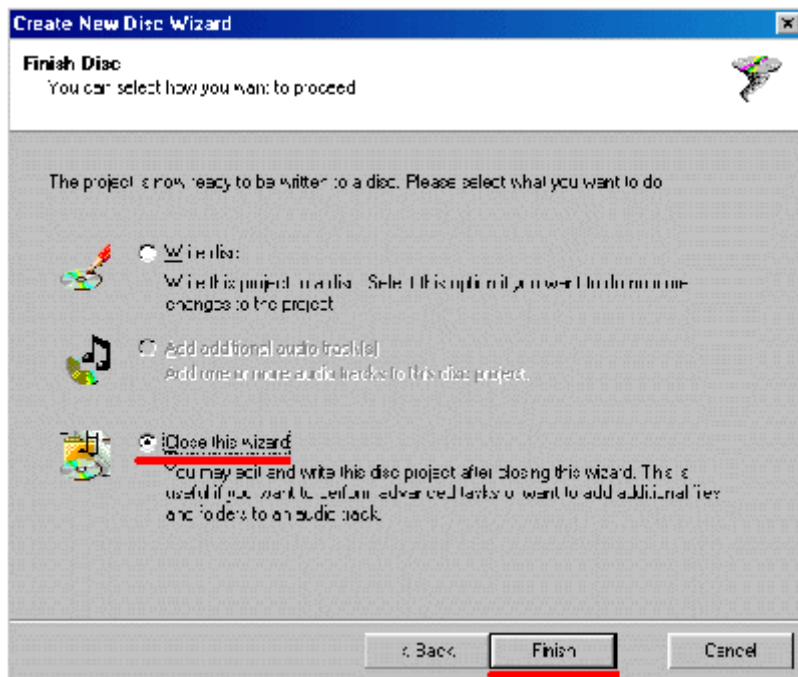 Create New Disc Wizard
Finish Disc
You can select how you want to proceed
The project is now ready to be written to a disc. Please select what you want to do
Write disc
Write this project to a disc. Select this option if you want to do no more
changes to the project
Add additional audio track(s)
Add one or more audio tracks to this disc project.
Close this wizard
You may edit and write this disc project after closing this wizard. This is
useful if you want to perform advanced tasks or want to add additional files
and folders to an audio track.
< Back
Finish
Cancel